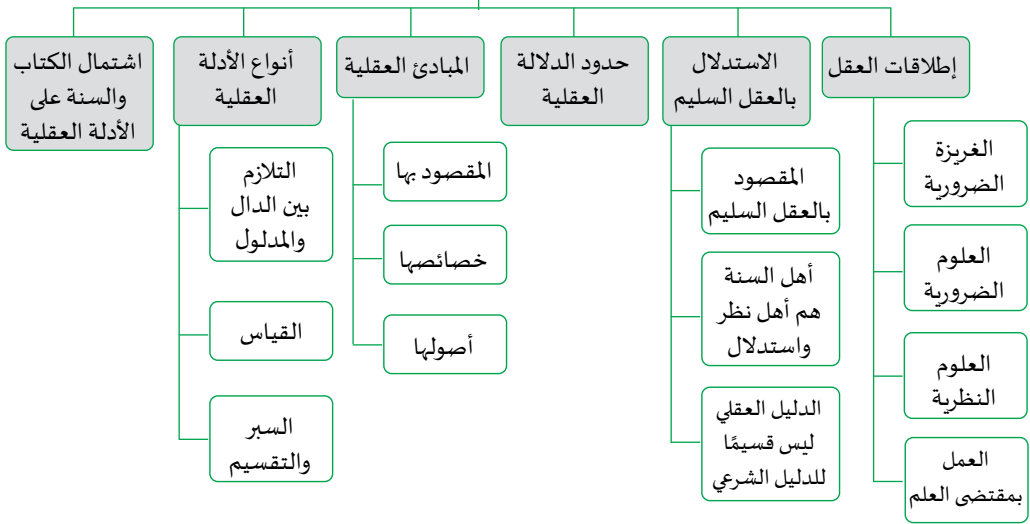 إطلاقات العقل
الغريزة
الضرورية
العلوم
الضرورية
العلوم
النظرية
العمل
بمقتضى العلم
الاستدلال
بالعقل السليم
المقصود
بالعقل السليم
أهل السنة
هم أهل نظر
واستدلال
الدليل العقلي
ليس قسيمًا
للدليل الشرعي
حدود الدلالة
العقلية
المبادئ العقلية
المقصود بها
خصائصها
أصولها
أنواع الأدلة
العقلية
التلازم
بين الدال
والمدلول
القياس
السبر
والتقسيم
اشتمال الكتاب
والسنة على
الأدلة العقلية